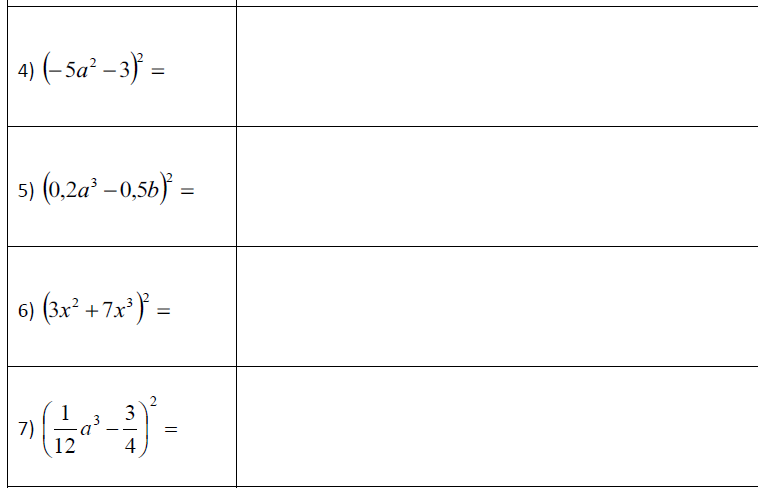 4) (−5a² − 3)² =
5) (0,2a³ − 0,5b)² =
6) (3x² + 7x³)² =
7) (1/12 a³ − 3/4)² =